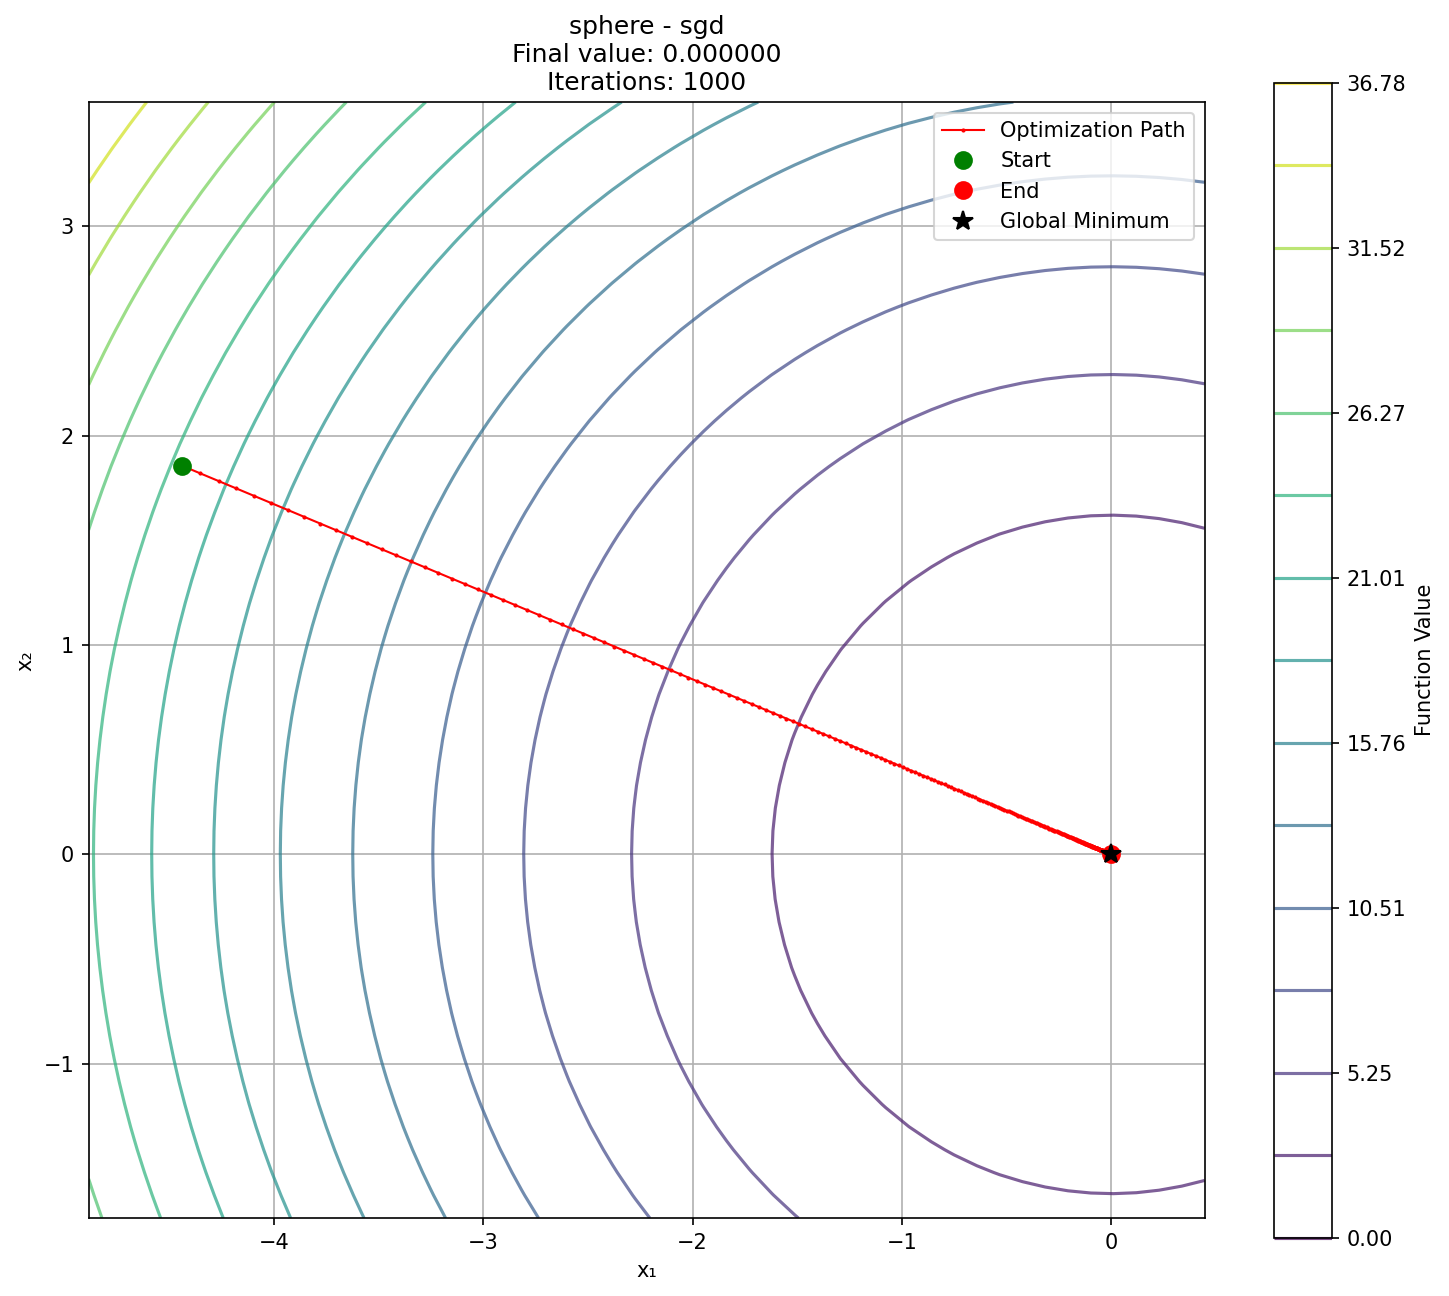 sphere - sgd
Final value: 0.000000
Iterations: 1000
Optimization Path
Start
End
Global Minimum
3
2
1
0
−1
x₂
−4
−3
−2
−1
0
x₁
36.78
31.52
26.27
21.01
15.76
10.51
5.25
0.00
Function Value